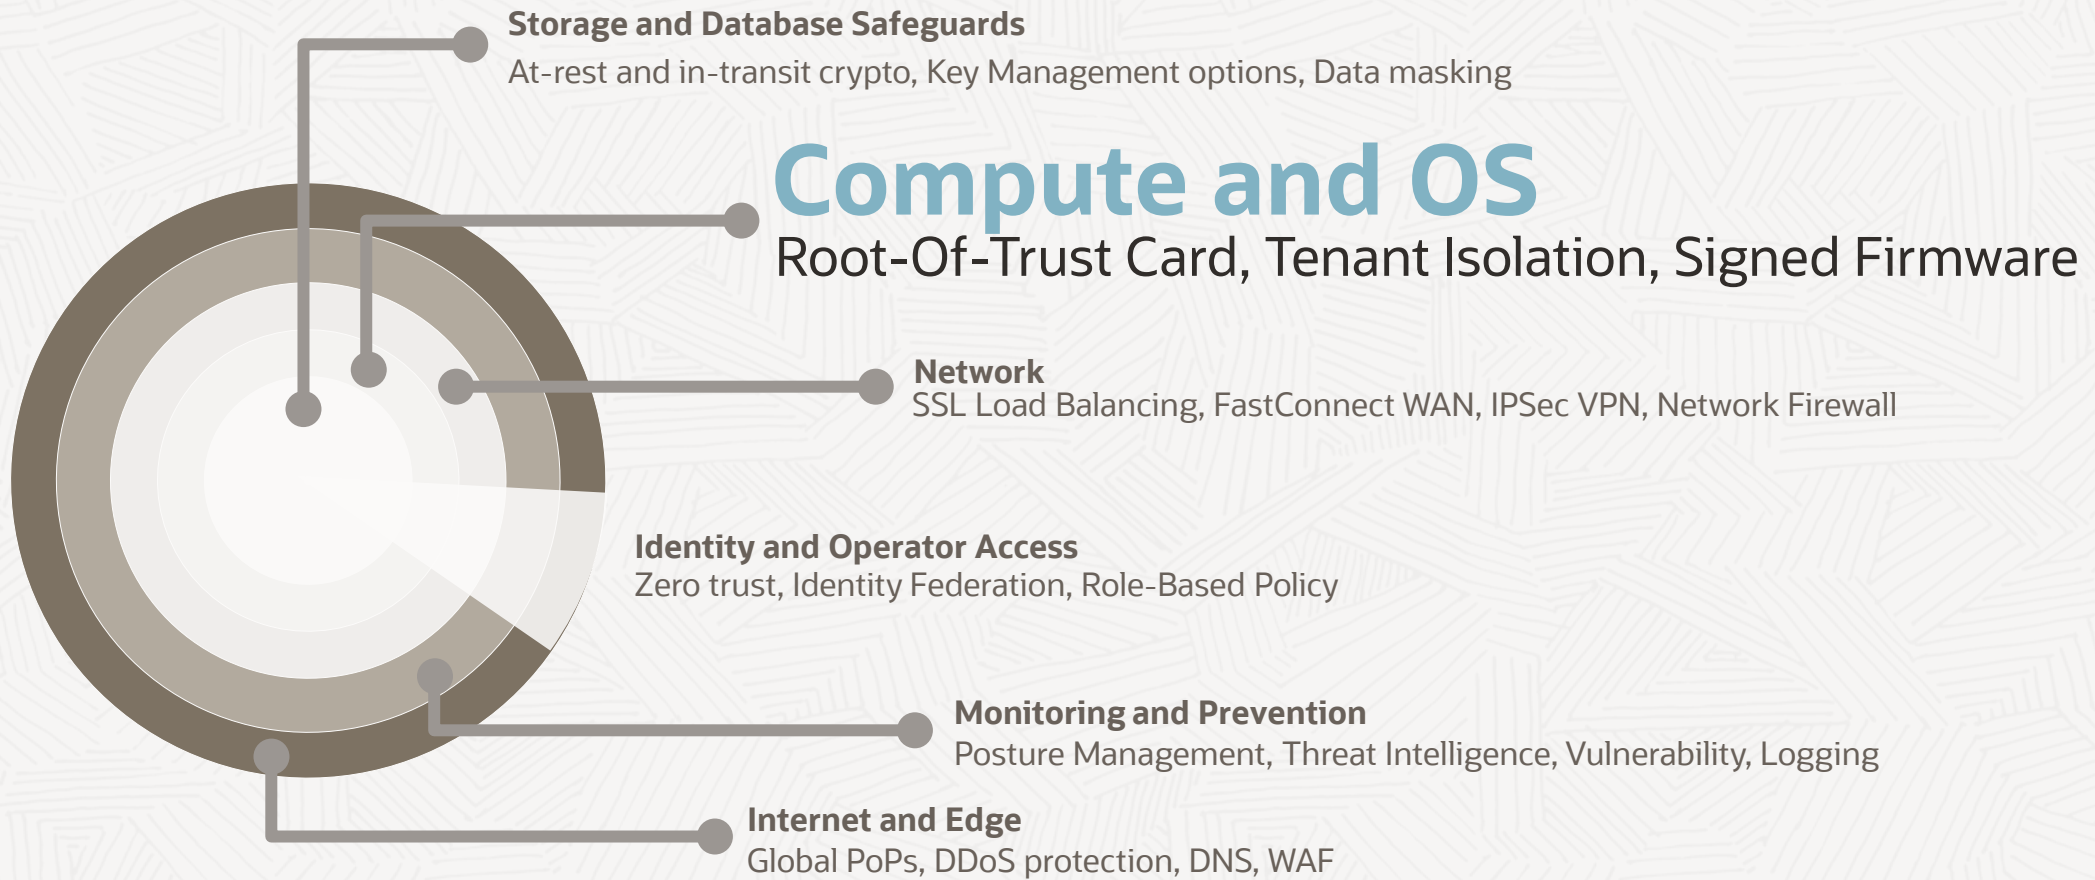 Storage and Database Safeguards
At-rest and in-transit crypto, Key Management options, Data masking
Compute and OS
Root-Of-Trust Card, Tenant Isolation, Signed Firmware
Network
SSL Load Balancing, FastConnect WAN, IPSec VPN, Network Firewall
Identity and Operator Access
Zero trust, Identity Federation, Role-Based Policy
Monitoring and Prevention
Posture Management, Threat Intelligence, Vulnerability, Logging
Internet and Edge
Global PoPs, DDoS protection, DNS, WAF